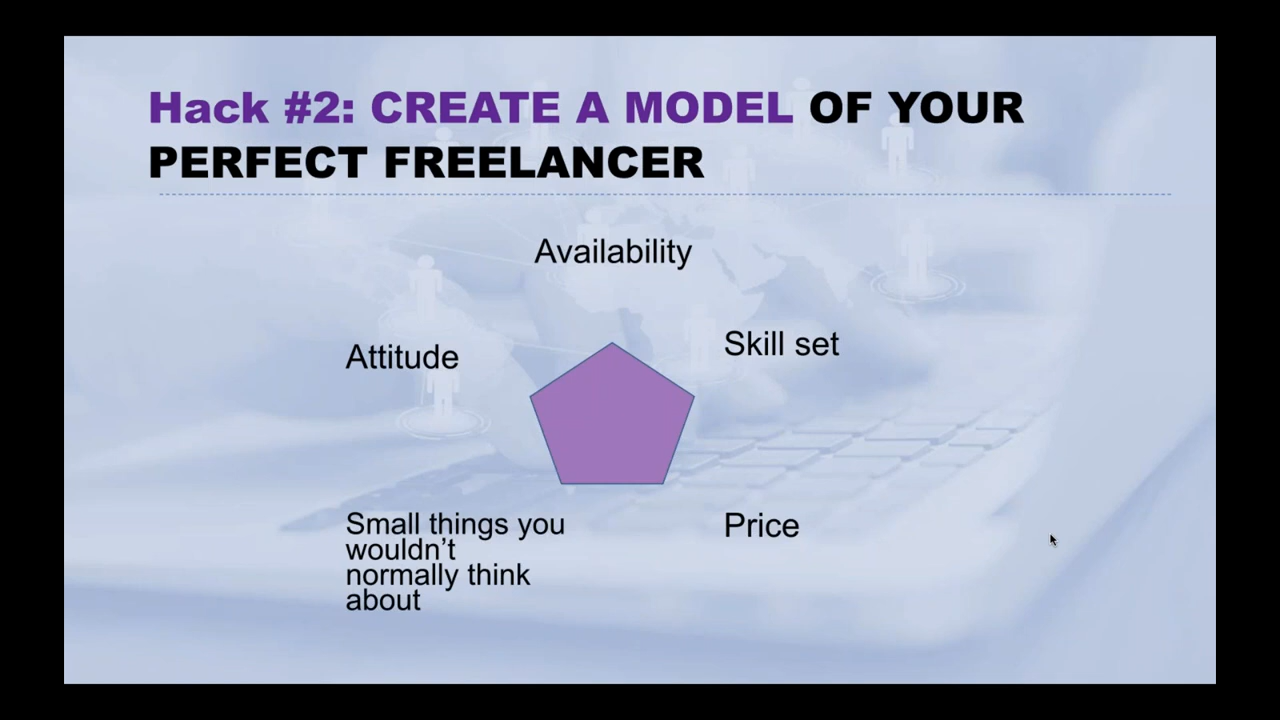 Hack #2: CREATE A MODEL OF YOUR
PERFECT FREELANCER
Availability
Skill set
Attitude
Small things you
wouldn’t
normally think
about
Price